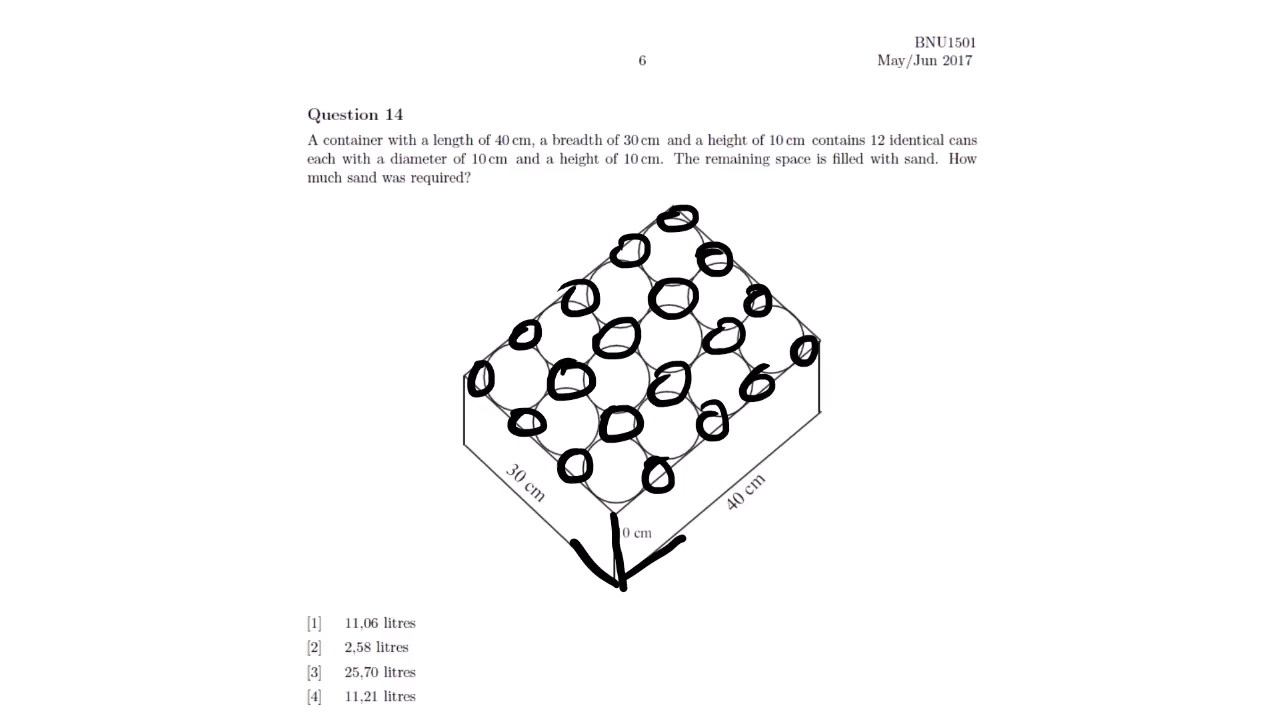 BNU1501
6
May/Jun 2017
Question 14
A container with a length of 40 cm, a breadth of 30 cm and a height of 10 cm contains 12 identical cans
each with a diameter of 10 cm and a height of 10 cm. The remaining space is filled with sand. How
much sand was required?
30 cm
40 cm
0 cm
[1] 11,06 litres
[2] 2,58 litres
[3] 25,70 litres
[4] 11,21 litres